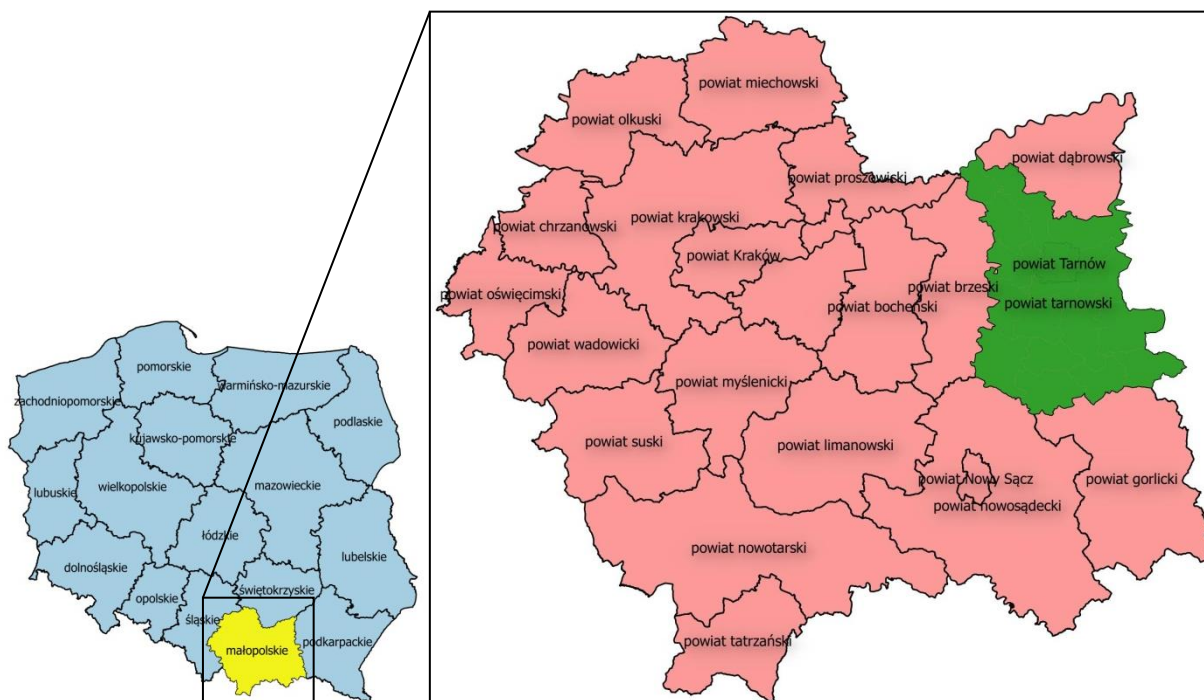 powiat miechowski
powiat olkuski
powiat dąbrowski
powiat proszowicki
powiat krakowski
powiat chrzanowski
powiat Kraków
powiat Tarnów
powiat oświęcimski
powiat brzeski
powiat bocheński
powiat tarnowski
powiat wadowicki
powiat myślenicki
powiat suski
powiat limanowski
powiat Nowy Sącz
powiat gorlicki
powiat nowosądecki
powiat nowotarski
powiat tatrzański
pomorskie
warmińsko-mazurskie
zachodniopomorskie
podlaskie
kujawsko-pomorskie
wielkopolskie
mazowieckie
lubuskie
łódzkie
lubelskie
dolnośląskie
świętokrzyskie
opolskie
śląskie
podkarpackie
małopolskie